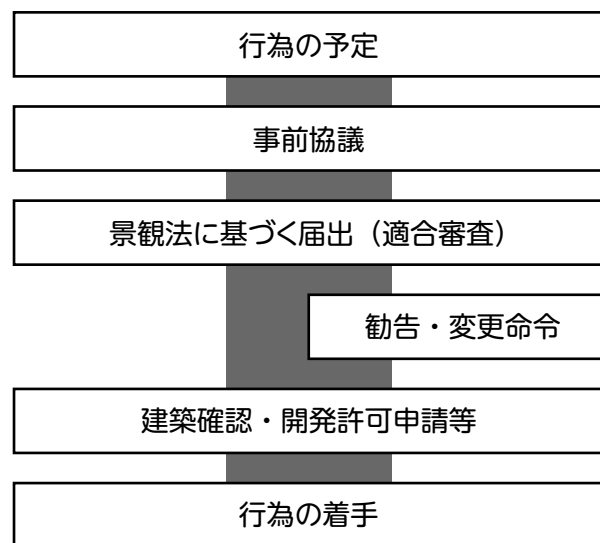 行為の予定
事前協議
景観法に基づく届出（適合審査）
勧告・変更命令
建築確認・開発許可申請等
行為の着手